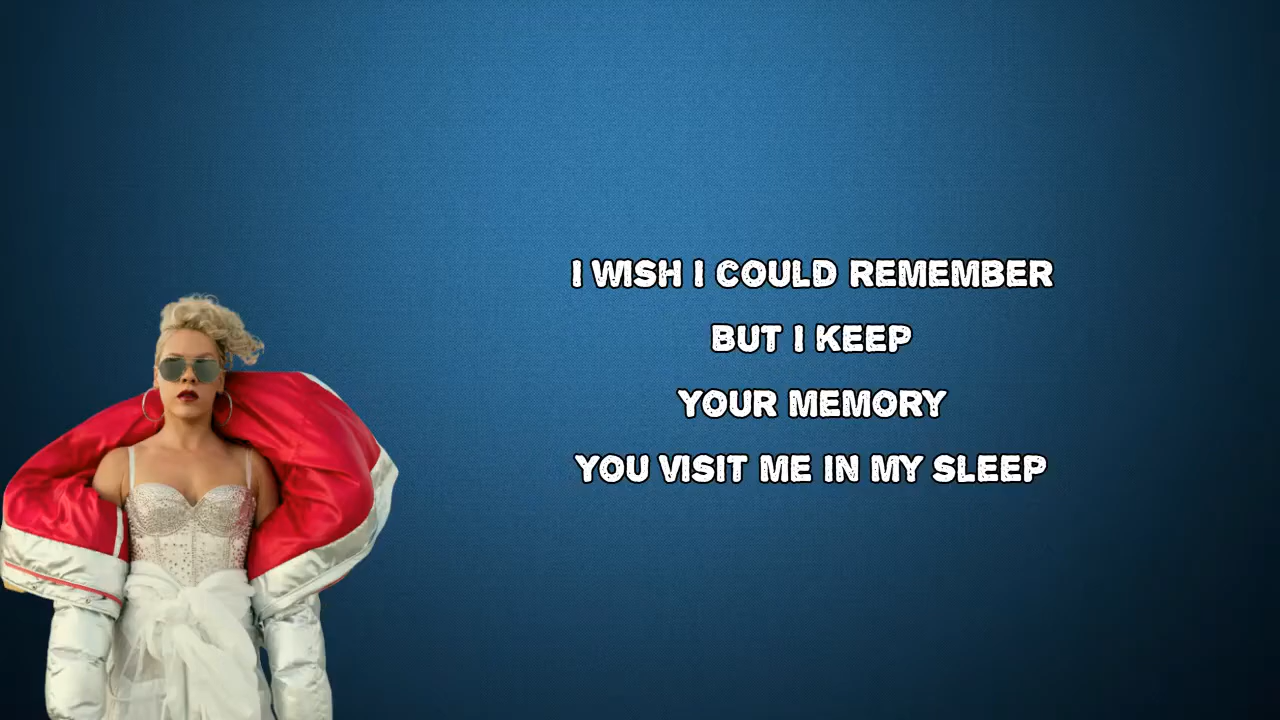 I WISH I COULD REMEMBER
BUT I KEEP
YOUR MEMORY
YOU VISIT ME IN MY SLEEP